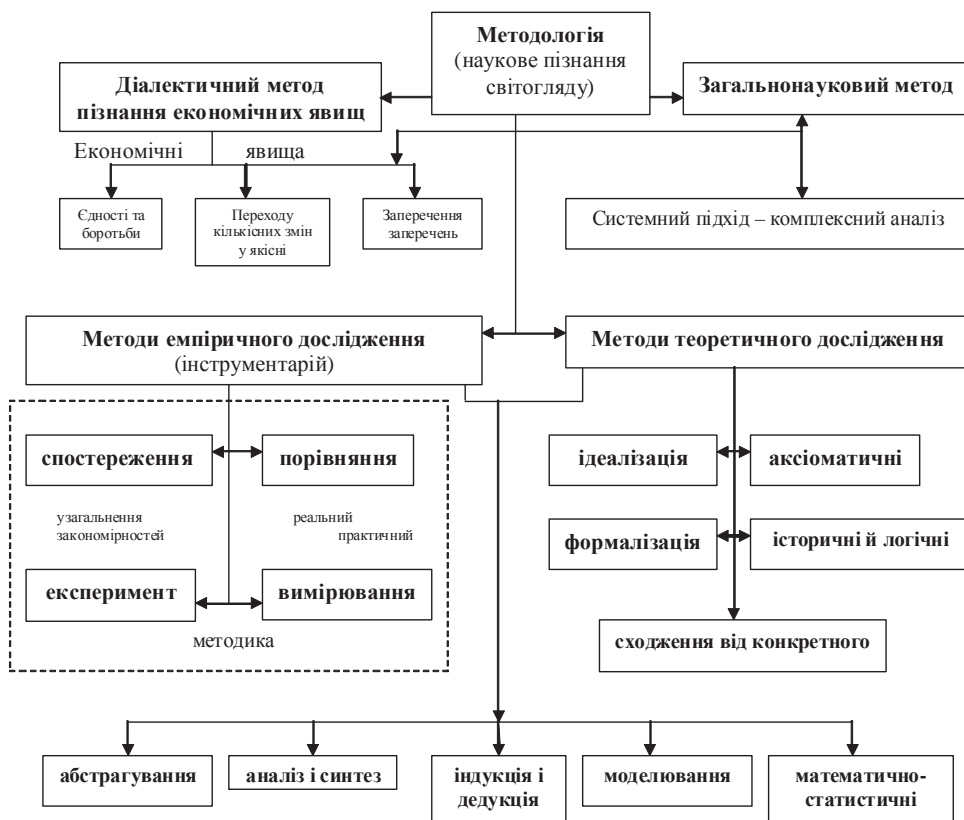 Методологія
(наукове пізнання
світогляду)
Діалектичний метод
пізнання економічних явищ
Загальнонауковий метод
Економічні явища
Єдності та
боротьби
Переходу
кількісних змін
у якісні
Заперечення
заперечень
Системний підхід – комплексний аналіз
Методи емпіричного дослідження
(інструментарій)
Методи теоретичного дослідження
спостереження
порівняння
ідеалізація
аксіоматичні
узагальнення
закономірностей
реальний
практичний
формалізація
історичні й логічні
експеримент
вимірювання
методика
сходження від конкретного
абстрагування
аналіз і синтез
індукція і
дедукція
моделювання
математично-
статистичні